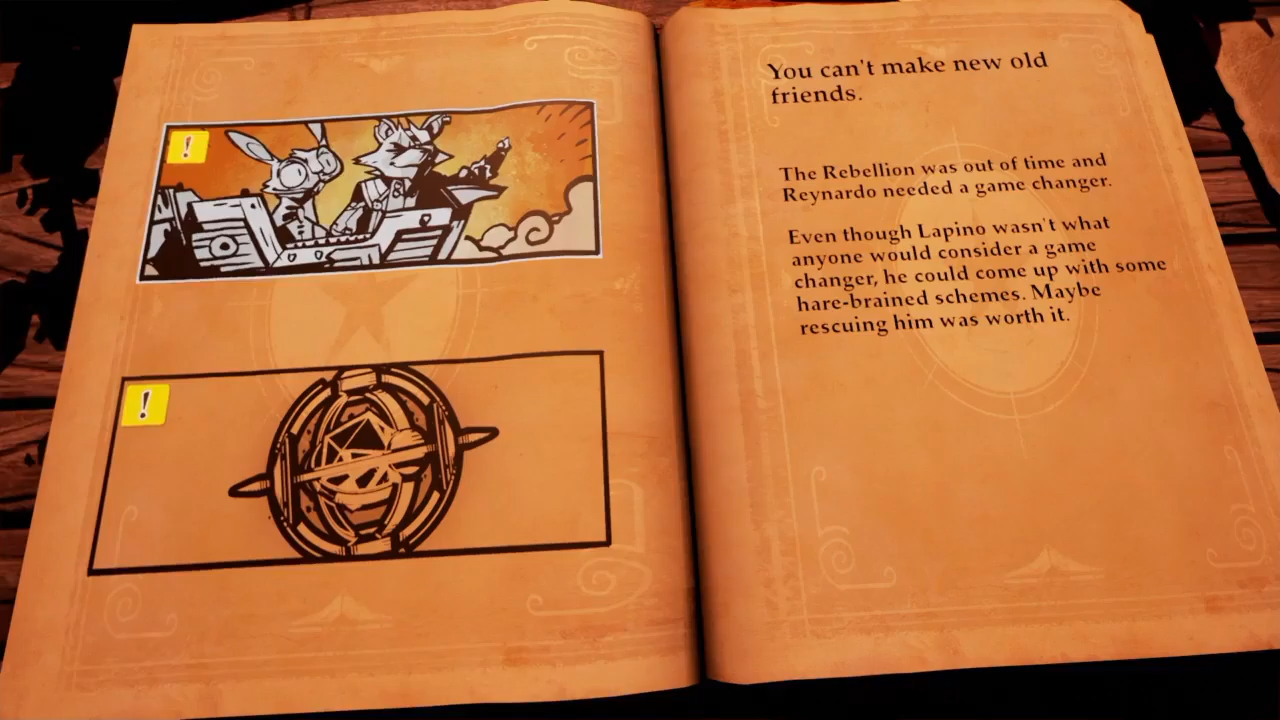 !
!
You can't make new old
friends.
The Rebellion was out of time and
Reynardo needed a game changer.
Even though Lapino wasn't what
anyone would consider a game
changer, he could come up with some
hare-brained schemes. Maybe
rescuing him was worth it.